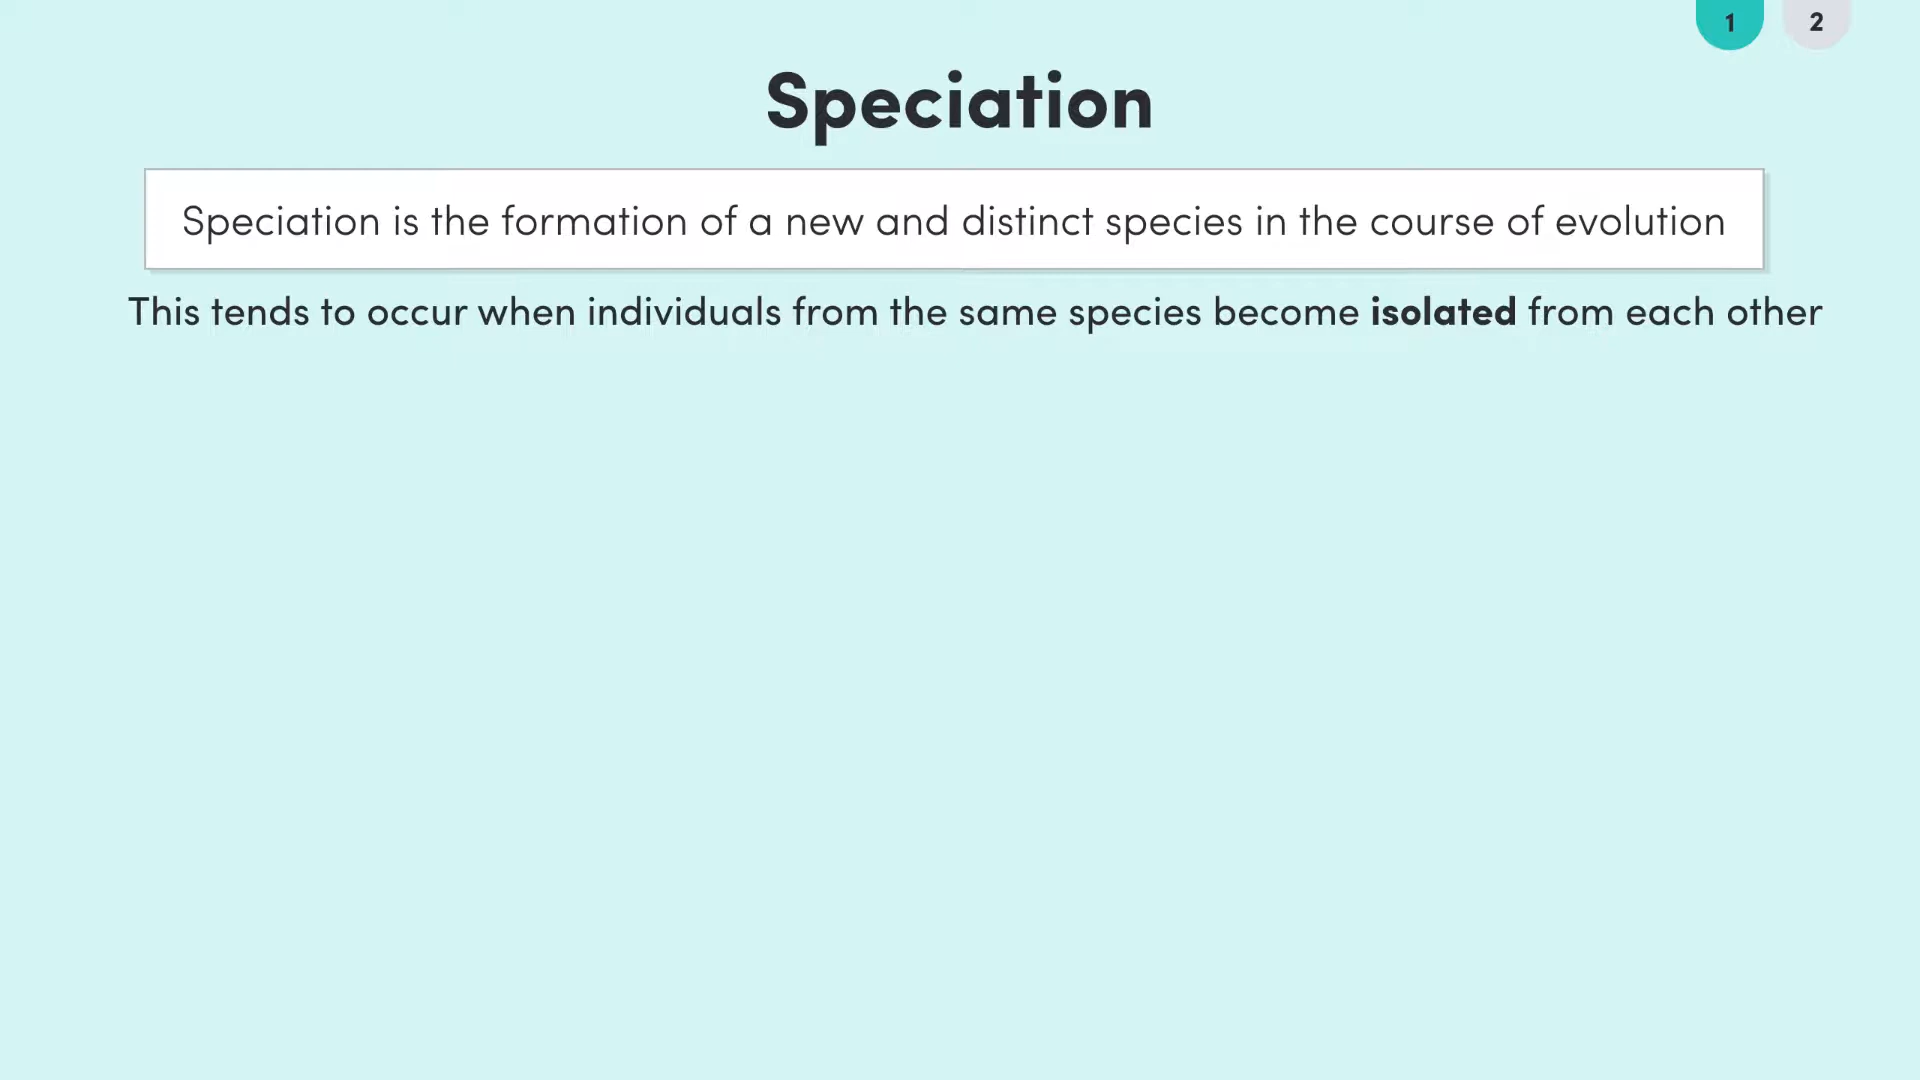 1 2
Speciation
Speciation is the formation of a new and distinct species in the course of evolution
This tends to occur when individuals from the same species become isolated from each other